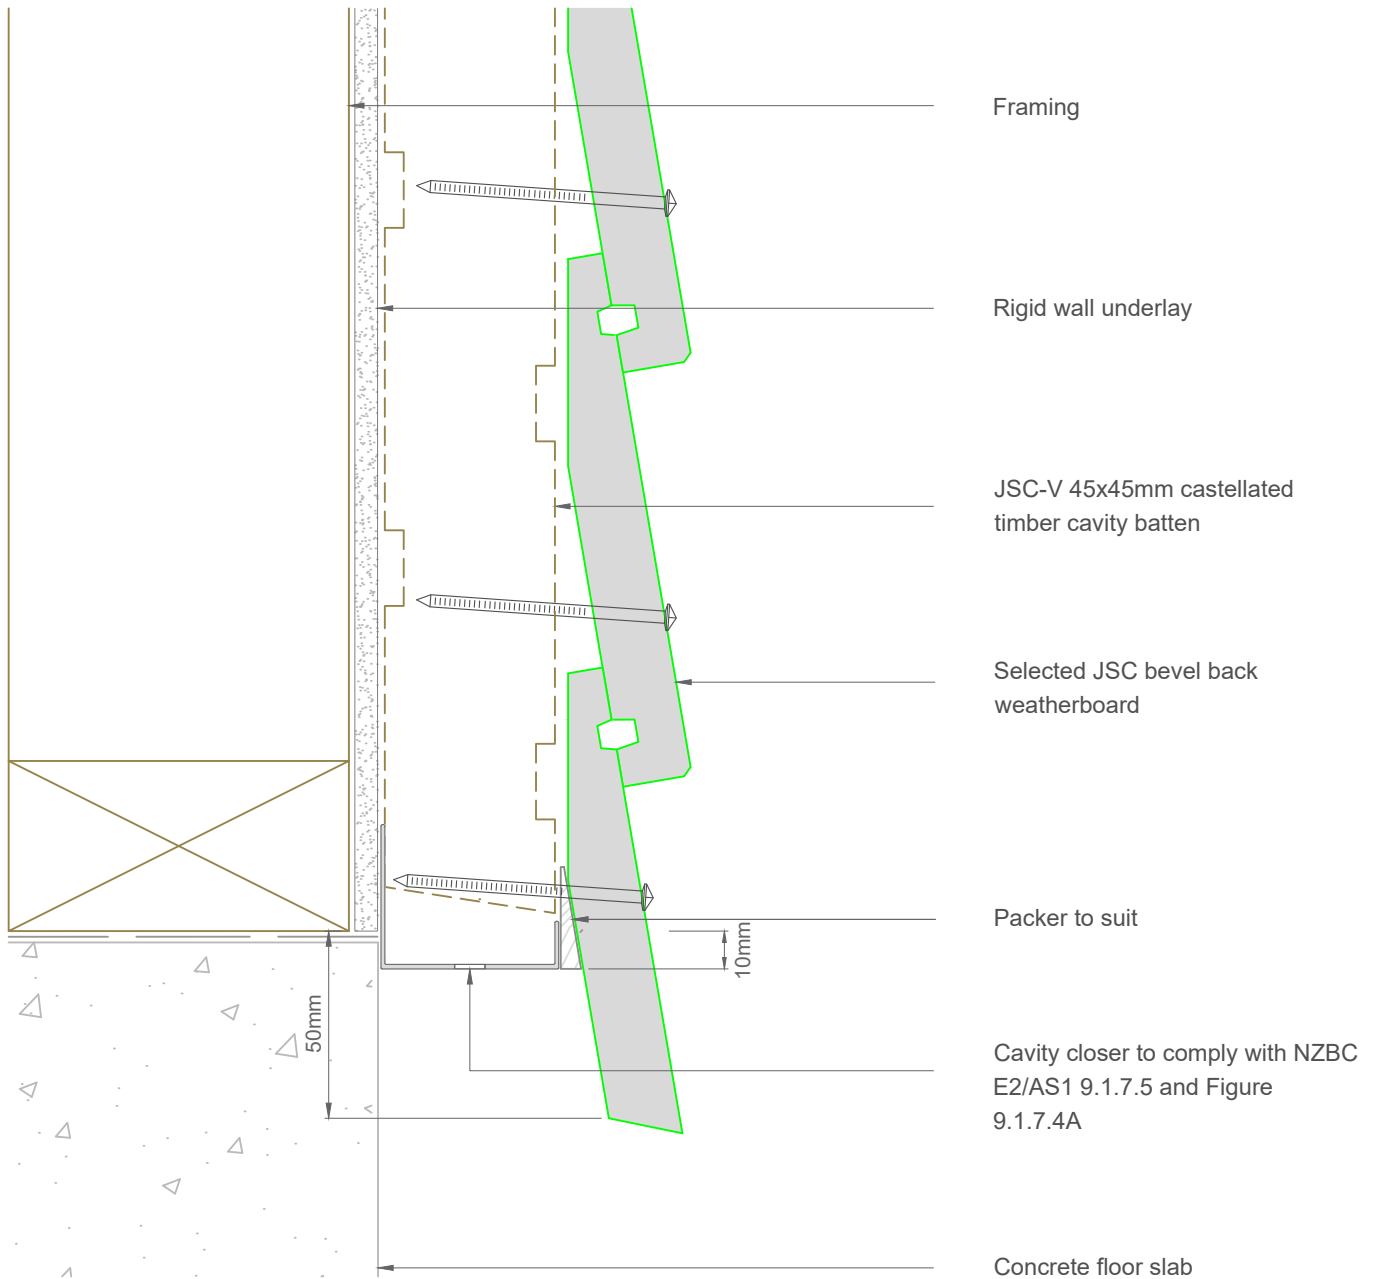 Framing
Rigid wall underlay
JSC-V 45x45mm castellated
timber cavity batten
Selected JSC bevel back
weatherboard
Packer to suit
10mm
50mm
Cavity closer to comply with NZBC
E2/AS1 9.1.7.5 and Figure
9.1.7.4A
Concrete floor slab